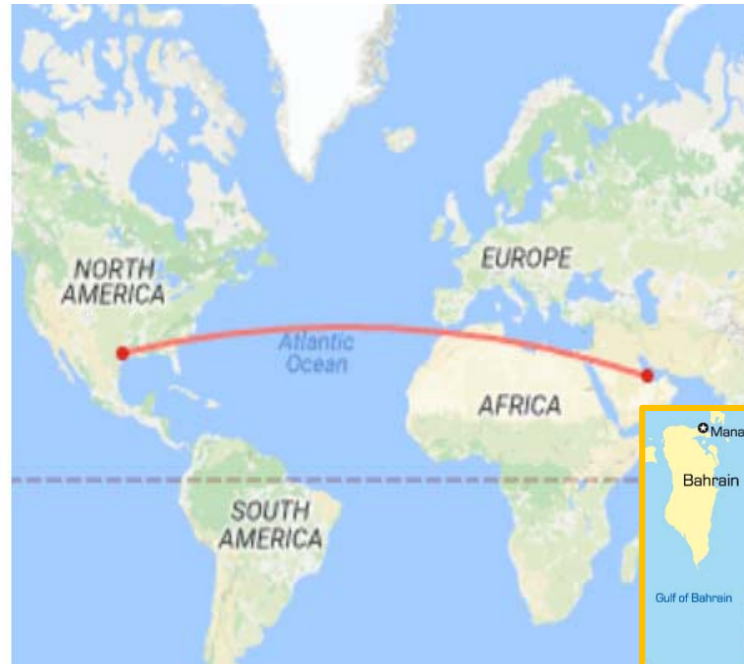 NORTH
AMERICA
EUROPE
Atlantic
Ocean
AFRICA
Mana
Bahrain
SOUTH
AMERICA
Gulf of Bahrain